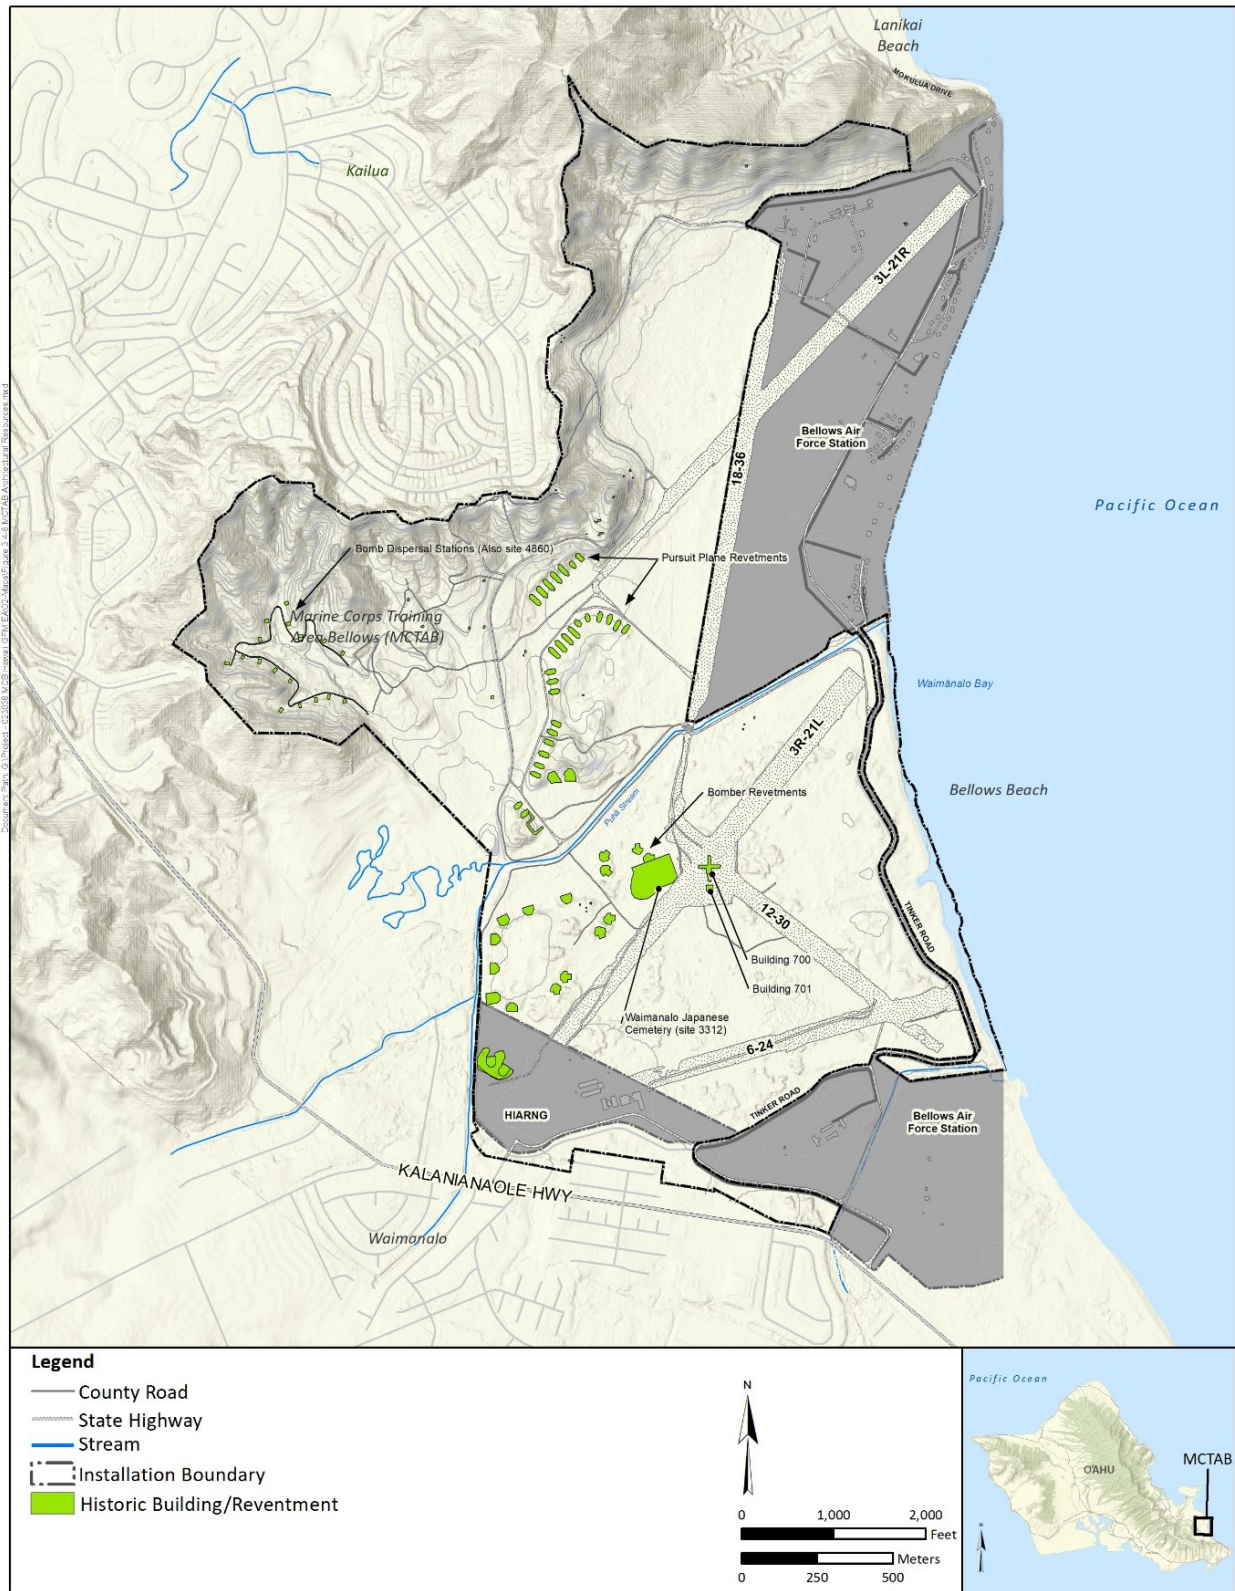 Lanikai
Beach
MOKULUA DRIVE
Kailua
3L-21R
Bellows Air
Force Station
18-36
Pacific Ocean
Bomb Dispersal Stations (Also site 4860)
Pursuit Plane Revetments
Marine Corps Training
Area Bellows (MCTAB)
Waimānalo Bay
3R-21L
Bellows Beach
Bomber Revetments
Puhā Stream
12-30
TINKER ROAD
Building 700
Building 701
Waimanalo Japanese
Cemetery (site 3312)
6-24
TINKER ROAD
HIARNG
Bellows Air
Force Station
KALANIANAOLE HWY
Waimanalo
Legend
County Road
State Highway
Stream
Installation Boundary
Historic Building/Reventment
N
0 1,000 2,000
Feet
Meters
0 250 500
Pacific Ocean
OAHU
MCTAB
N